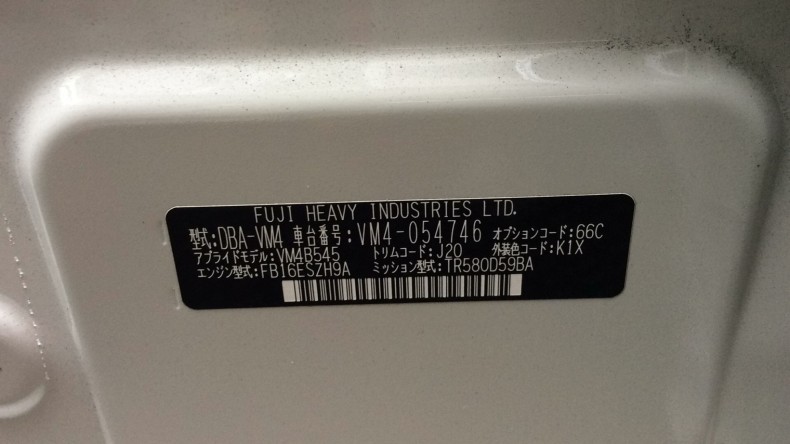 FUJI HEAVY INDUSTRIES LTD.
型式:DBA-VM4 車台番号:VM4-054746 オプションコード:66C
アプライドモデル:VM4B545 トリムコード:J20 外装色コード:K1X
エンジン型式:FB16ESZH9A ミッション型式:TR580D59BA